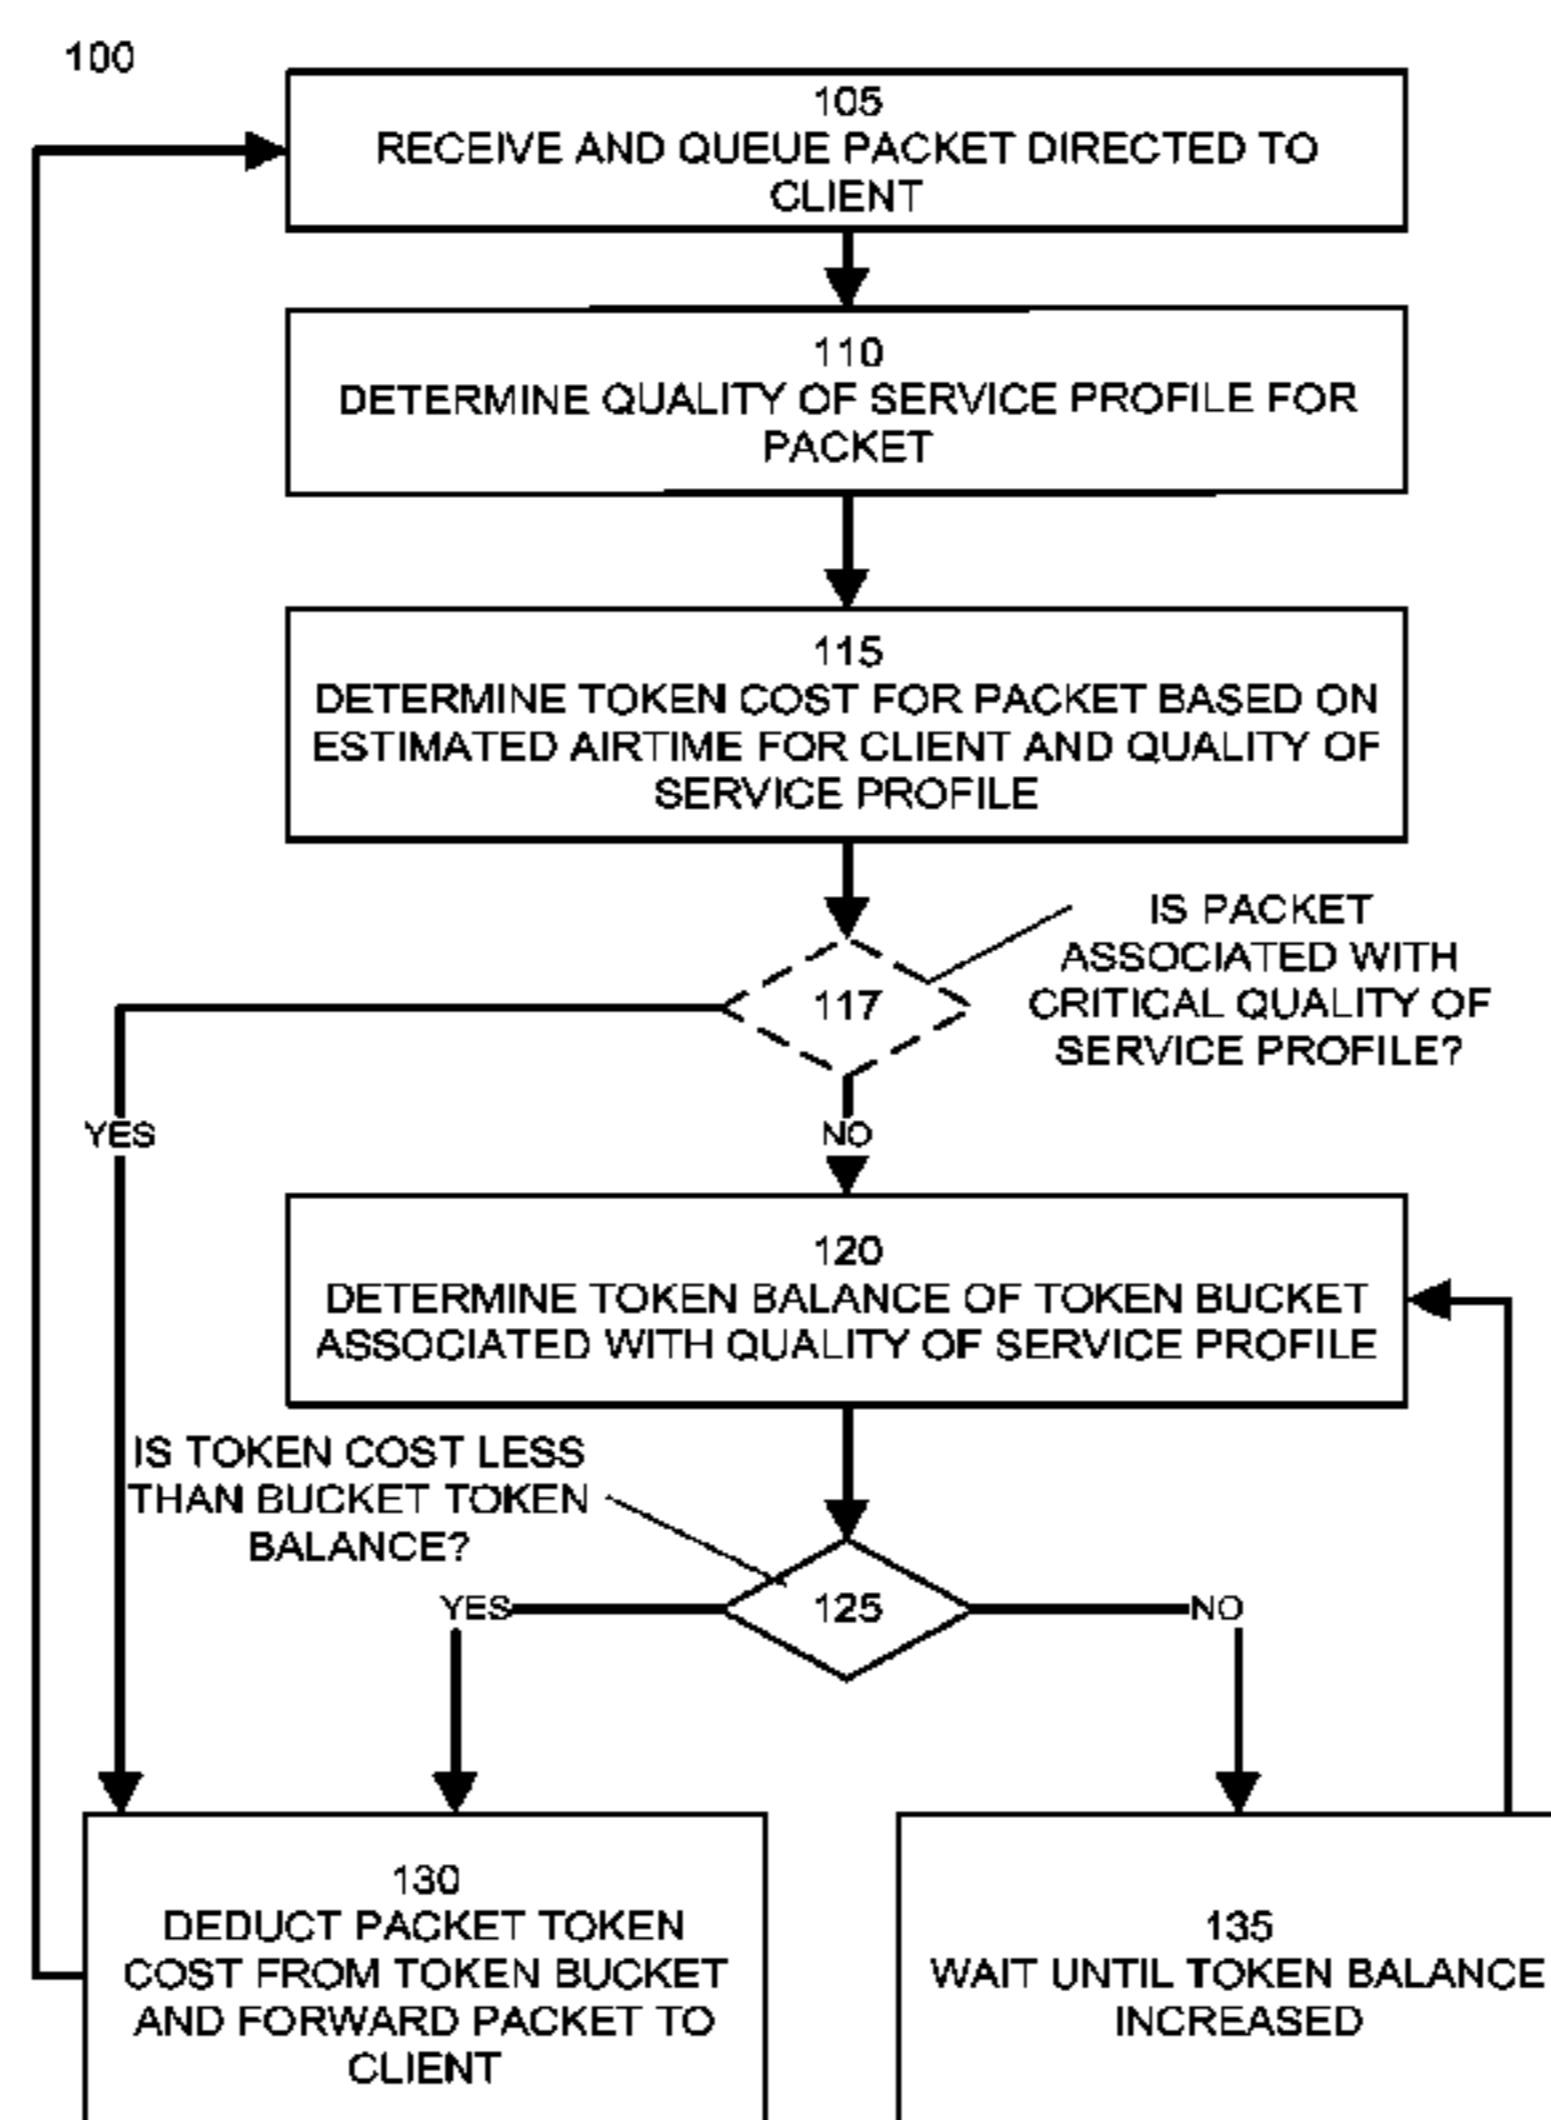 100
105
RECEIVE AND QUEUE PACKET DIRECTED TO
CLIENT
110
DETERMINE QUALITY OF SERVICE PROFILE FOR
PACKET
115
DETERMINE TOKEN COST FOR PACKET BASED ON
ESTIMATED AIRTIME FOR CLIENT AND QUALITY OF
SERVICE PROFILE
IS PACKET
ASSOCIATED WITH
CRITICAL QUALITY OF
SERVICE PROFILE?
117
YES
NO
120
DETERMINE TOKEN BALANCE OF TOKEN BUCKET
ASSOCIATED WITH QUALITY OF SERVICE PROFILE
IS TOKEN COST LESS
THAN BUCKET TOKEN
BALANCE?
YES
125
NO
130
DEDUCT PACKET TOKEN
COST FROM TOKEN BUCKET
AND FORWARD PACKET TO
CLIENT
135
WAIT UNTIL TOKEN BALANCE
INCREASED